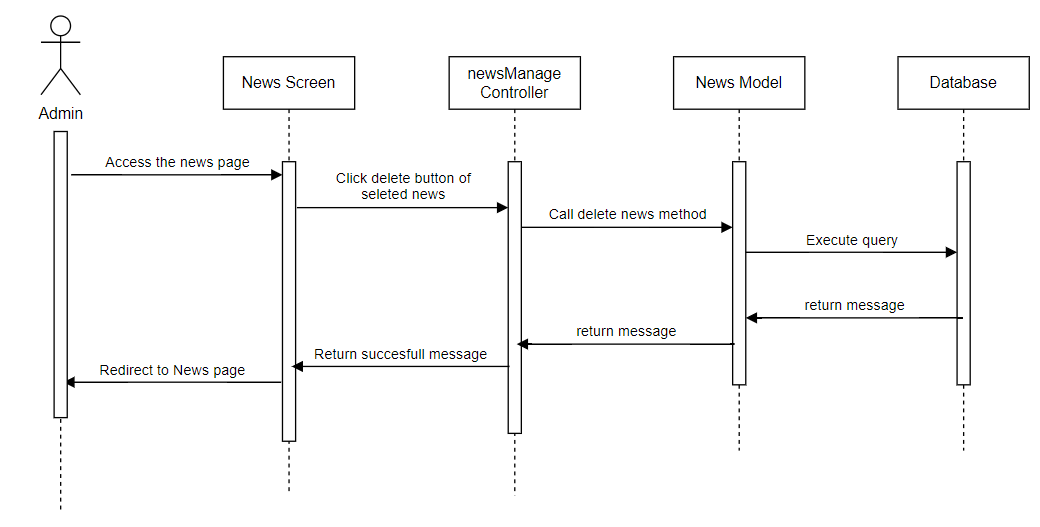 Admin
News Screen
newsManage
Controller
News Model
Database
Access the news page
Click delete button of
seleted news
Call delete news method
Execute query
return message
return message
Return succesfull message
Redirect to News page